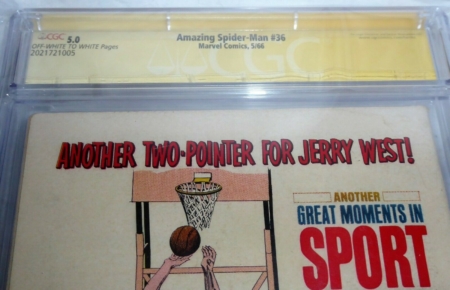 CGC 5.0
OFF-WHITE TO WHITE Pages
2021721005
Amazing Spider-Man #36
Marvel Comics, 5/66
CGC
ANOTHER TWO-POINTER FOR JERRY WEST!
ANOTHER
GREAT MOMENTS IN
SPORT